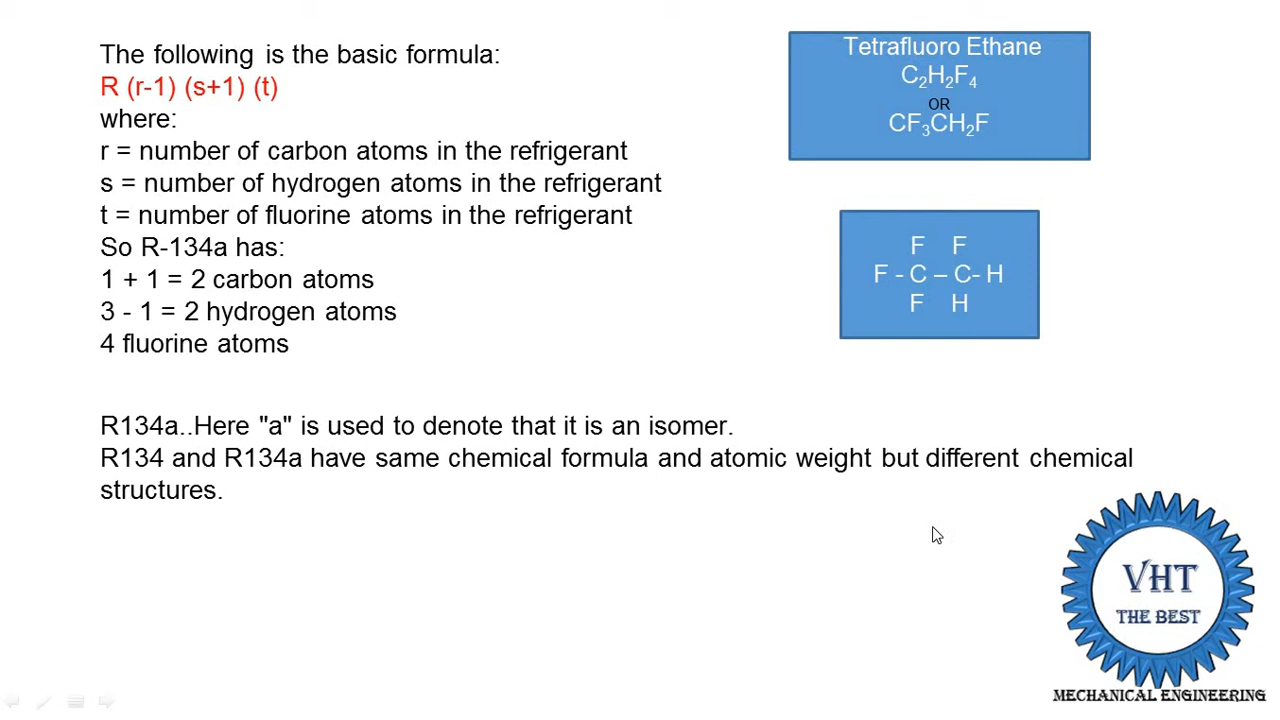 The following is the basic formula:
R (r-1) (s+1) (t)
where:
r = number of carbon atoms in the refrigerant
s = number of hydrogen atoms in the refrigerant
t = number of fluorine atoms in the refrigerant
So R-134a has:
1 + 1 = 2 carbon atoms
3 - 1 = 2 hydrogen atoms
4 fluorine atoms
R134a..Here "a" is used to denote that it is an isomer.
R134 and R134a have same chemical formula and atomic weight but different chemical
structures.
Tetrafluoro Ethane
C₂H₂F₄
OR
CF₃CH₂F
F F
F - C – C- H
F H
VHT
THE BEST
MECHANICAL ENGINEERING